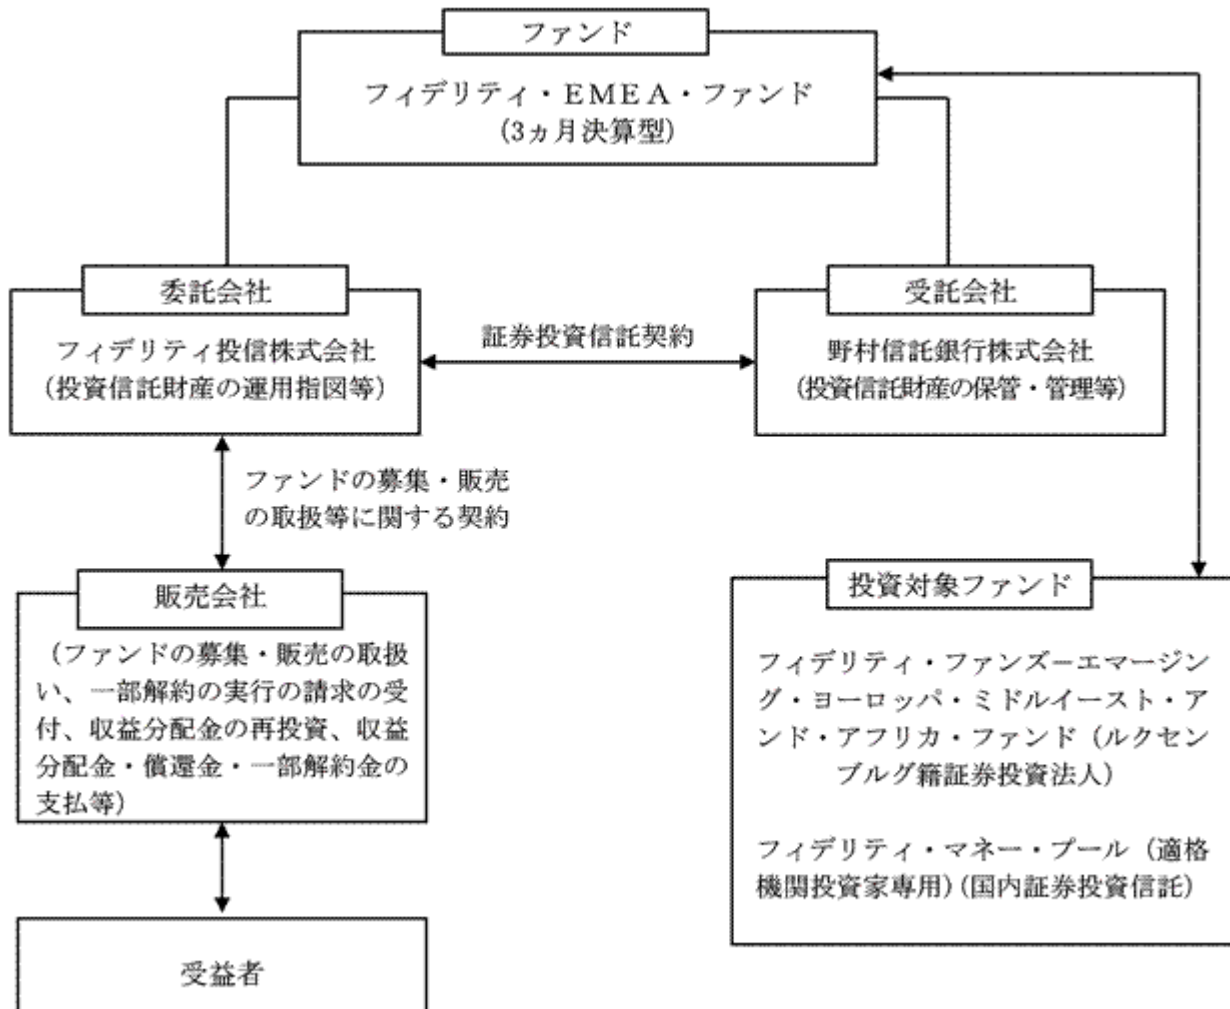 ファンド
フィデリティ・ＥＭＥＡ・ファンド
(3ヵ月決算型)
委託会社
フィデリティ投信株式会社
(投資信託財産の運用指図等)
証券投資信託契約
受託会社
野村信託銀行株式会社
(投資信託財産の保管・管理等)
ファンドの募集・販売
の取扱等に関する契約
販売会社
(ファンドの募集・販売の取扱
い、一部解約の実行の請求の受
付、収益分配金の再投資、収益
分配金・償還金・一部解約金の
支払等)
受益者
投資対象ファンド
フィデリティ・ファンズ－エマージン
グ・ヨーロッパ・ミドルイースト・ア
ンド・アフリカ・ファンド (ルクセン
ブルグ籍証券投資法人)
フィデリティ・マネー・プール (適格
機関投資家専用) (国内証券投資信託)